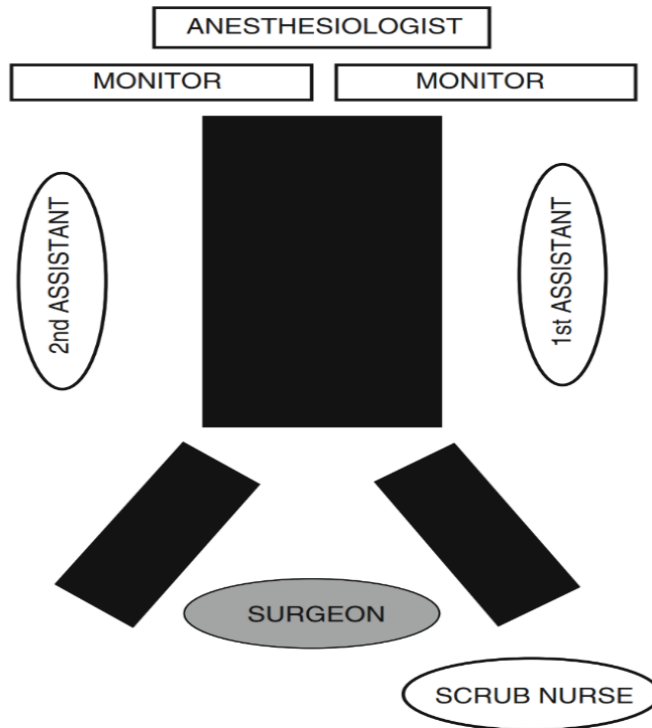 ANESTHESIOLOGIST
MONITOR
MONITOR
2nd ASSISTANT
1st ASSISTANT
SURGEON
SCRUB NURSE